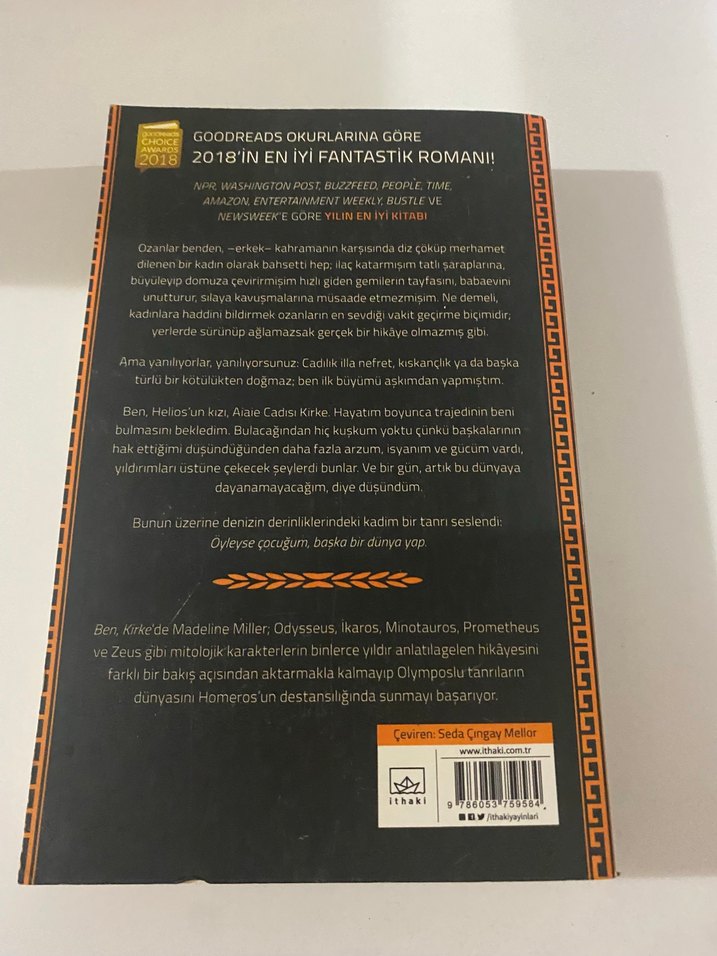 goodreads
CHOICE
AWARDS
2018
GOODREADS OKURLARINA GÖRE
2018'İN EN İYİ FANTASTİK ROMANI!
NPR, WASHINGTON POST, BUZZFEED, PEOPLE, TIME,
AMAZON, ENTERTAINMENT WEEKLY, BUSTLE VE
NEWSWEEK'E GÖRE YILIN EN İYİ KİTABI
Ozanlar benden, –erkek– kahramanın karşısında diz çöküp merhamet
dilenen bir kadın olarak bahsetti hep; ilaç katarmışım tatlı şaraplarına,
büyüleyip domuza çevirirmişim hızlı giden gemilerin tayfasını, babaevini
unutturur, sılaya kavuşmalarına müsaade etmezmişim. Ne demeli,
kadınlara haddini bildirmek ozanların en sevdiği vakit geçirme biçimidir;
yerlerde sürünüp ağlamazsak gerçek bir hikâye olmazmış gibi.
Ama yanılıyorlar, yanılıyorsunuz: Cadılık illa nefret, kıskançlık ya da başka
türlü bir kötülükten doğmaz; ben ilk büyümü aşkımdan yapmıştım.
Ben, Helios'un kızı, Aiaie Cadısı Kirke. Hayatım boyunca trajedinin beni
bulmasını bekledim. Bulacağından hiç kuşkum yoktu çünkü başkalarının
hak ettiğimi düşündüğünden daha fazla arzum, isyanım ve gücüm vardı,
yıldırımları üstüne çekecek şeylerdi bunlar. Ve bir gün, artık bu dünyaya
dayanamayacağım, diye düşündüm.
Bunun üzerine denizin derinliklerindeki kadim bir tanrı seslendi:
Öyleyse çocuğum, başka bir dünya yap.
Ben, Kirke'de Madeline Miller; Odysseus, İkaros, Minotauros, Prometheus
ve Zeus gibi mitolojik karakterlerin binlerce yıldır anlatılagelen hikâyesini
farklı bir bakış açısından aktarmakla kalmayıp Olymposlu tanrıların
dünyasını Homeros'un destansılığında sunmayı başarıyor.
Çeviren: Seda Çıngay Mellor
www.ithaki.com.tr
ithaki
9 786053 759584
/ithakiyayinlari